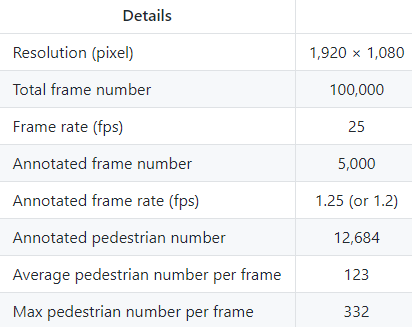 Details
Resolution (pixel) 1,920 × 1,080
Total frame number 100,000
Frame rate (fps) 25
Annotated frame number 5,000
Annotated frame rate (fps) 1.25 (or 1.2)
Annotated pedestrian number 12,684
Average pedestrian number per frame 123
Max pedestrian number per frame 332